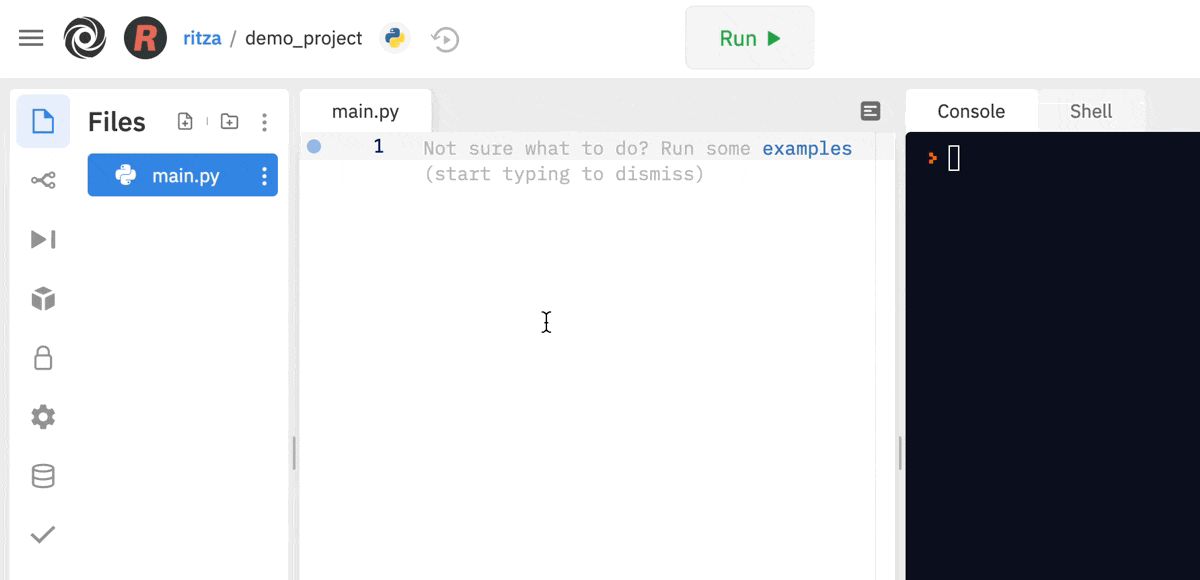 R ritza / demo_project
Run
Files
main.py
main.py
1 Not sure what to do? Run some examples
(start typing to dismiss)
Console Shell